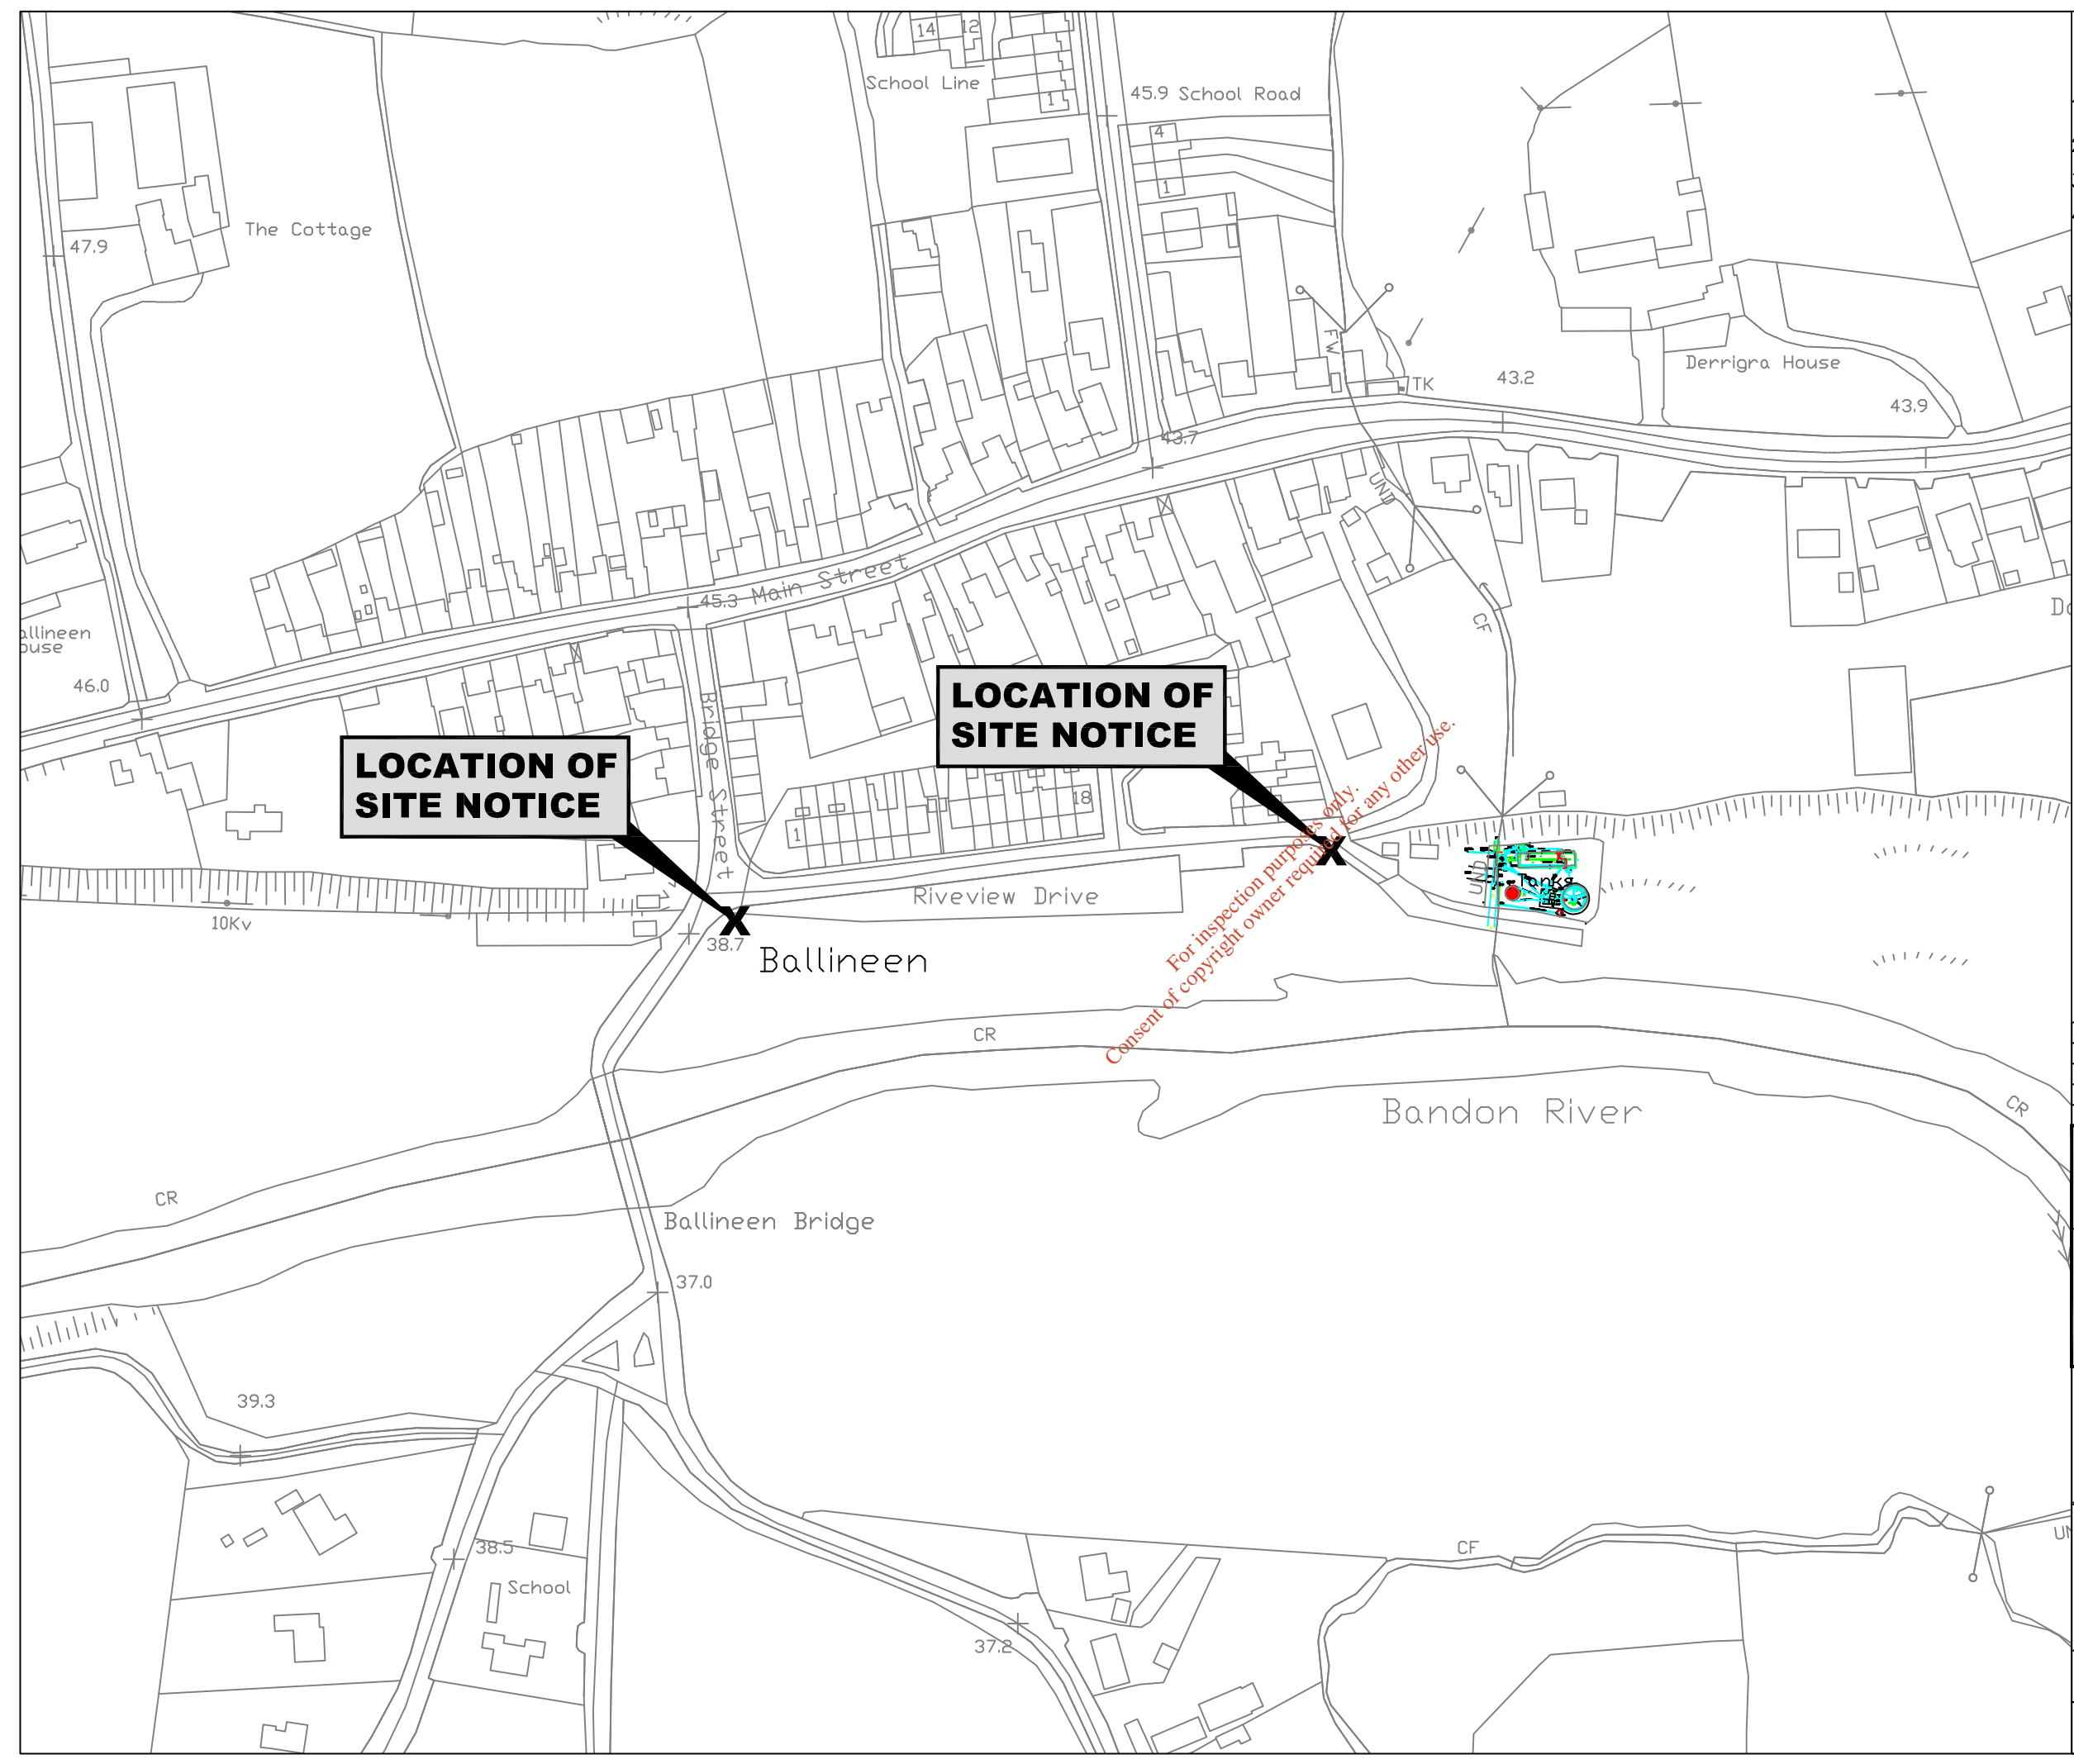 14
12
School Line
1
45.9 School Road
4
1
The Cottage
47.9
FW
TK
43.2
Derrigra House
43.9
43.7
UND
Main Street
45.3
CF
allineen
ouse
46.0
Bridge Street
LOCATION OF
SITE NOTICE
LOCATION OF
SITE NOTICE
18
1
For inspection purposes only.
Consent of copyright owner required for any other use.
UND
Tanks
Riveview Drive
10Kv
38.7
Ballineen
CR
Bandon River
CR
CR
Ballineen Bridge
37.0
39.3
38.5
School
37.2
CF